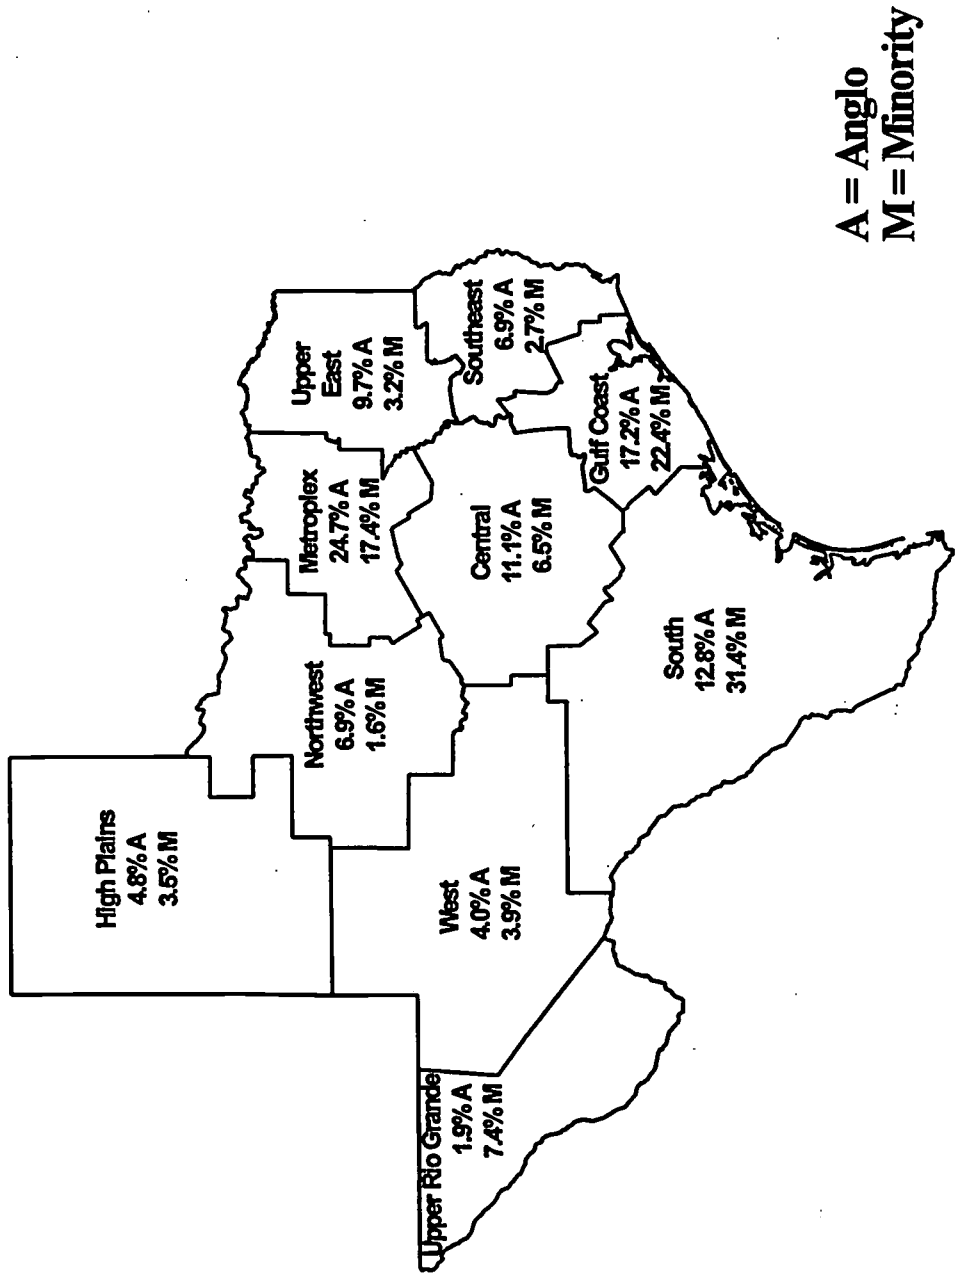 High Plains
4.8% A
3.5% M
Northwest
6.9% A
1.6% M
Metroplex
24.7% A
17.4% M
Upper
East
9.7% A
3.2% M
Southeast
6.9% A
2.7% M
Gulf Coast
17.2% A
22.4% M
Central
11.1% A
6.5% M
South
12.8% A
31.4% M
West
4.0% A
3.9% M
Upper Rio Grande
1.9% A
7.4% M
A = Anglo
M = Minority